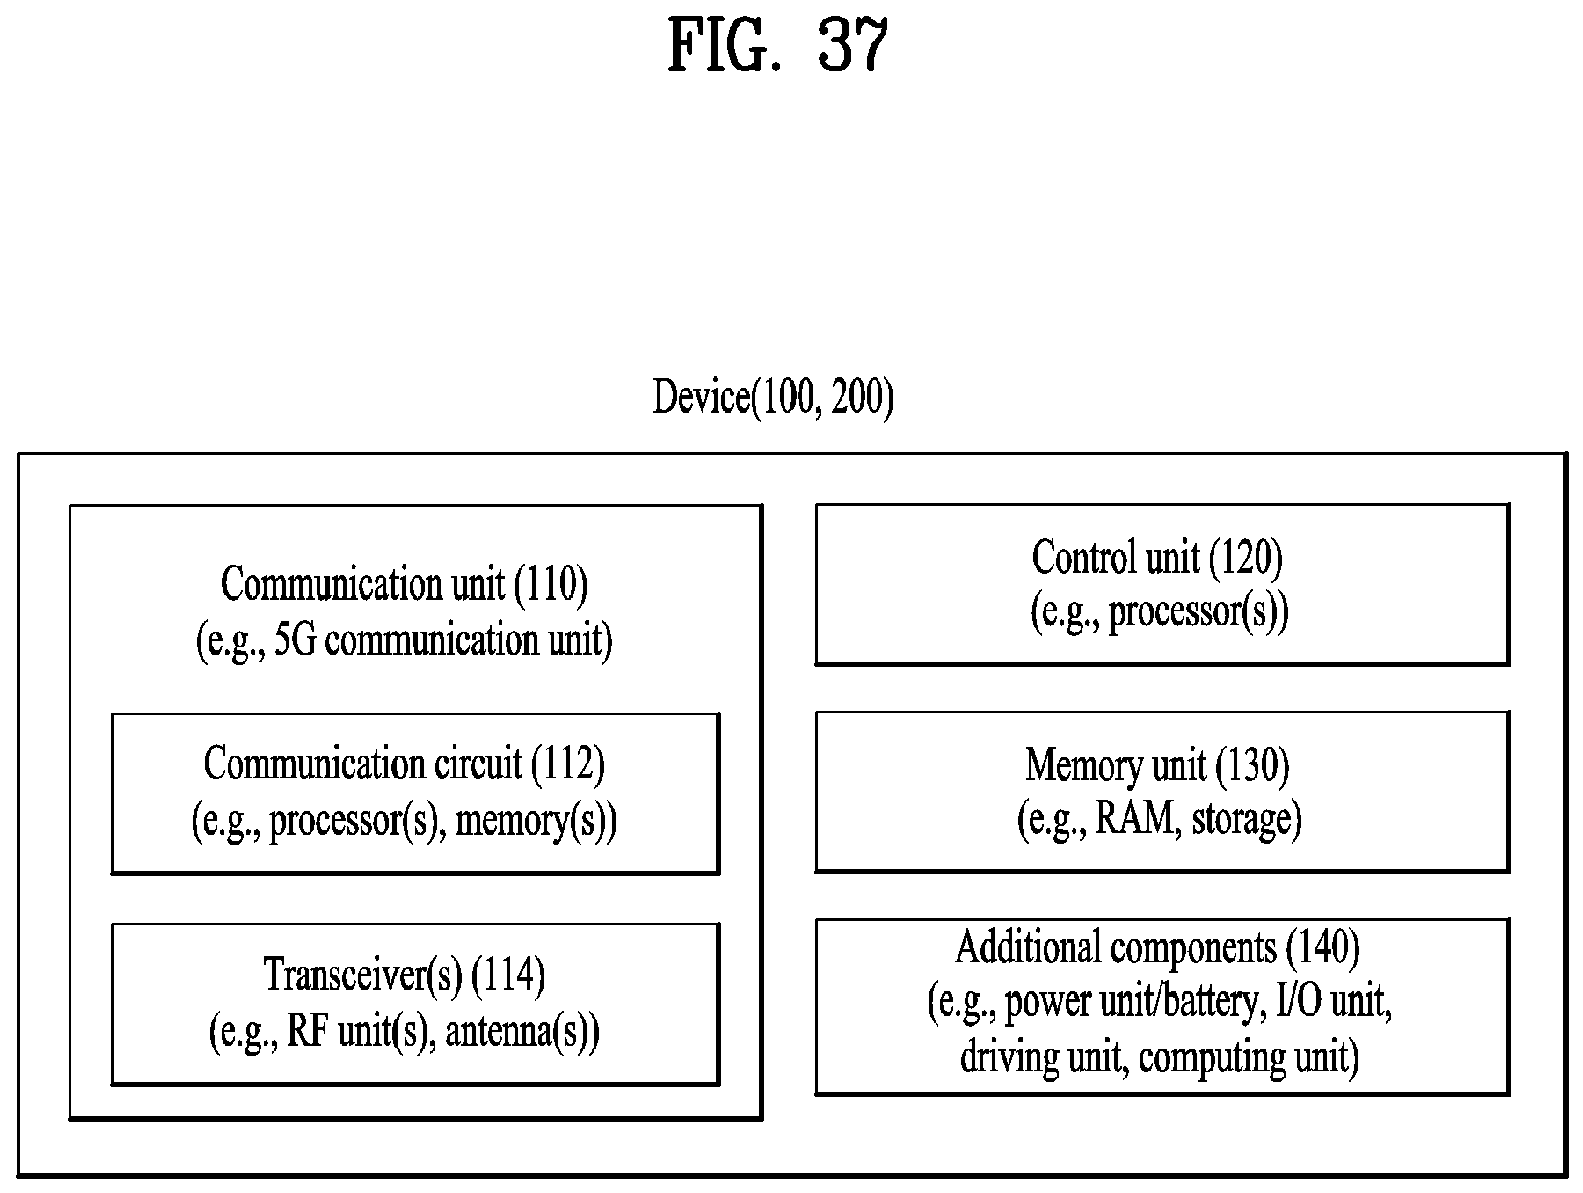 FIG. 37
Device(100, 200)
Communication unit (110)
(e.g., 5G communication unit)
Communication circuit (112)
(e.g., processor(s), memory(s))
Transceiver(s) (114)
(e.g., RF unit(s), antenna(s))
Control unit (120)
(e.g., processor(s))
Memory unit (130)
(e.g., RAM, storage)
Additional components (140)
(e.g., power unit/battery, I/O unit,
driving unit, computing unit)